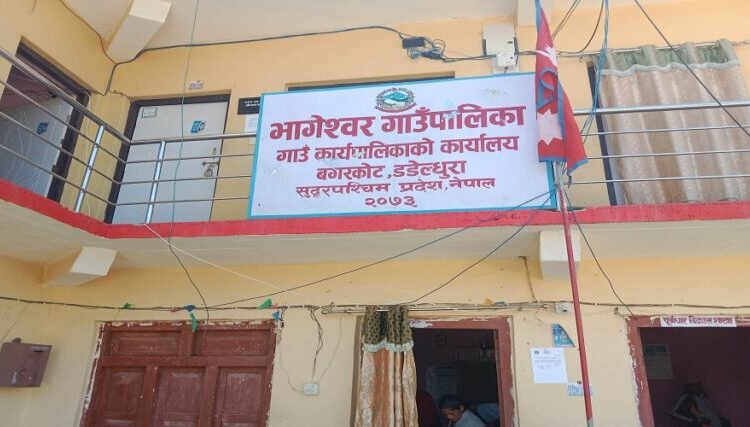 भागेश्वर गाउँपालिका
गाउँ कार्यपालिकाको कार्यालय
बगरकोट, डडेल्धुरा
सुदूरपश्चिम प्रदेश, नेपाल
२०७३
पूर्वाधार विकास शाखा